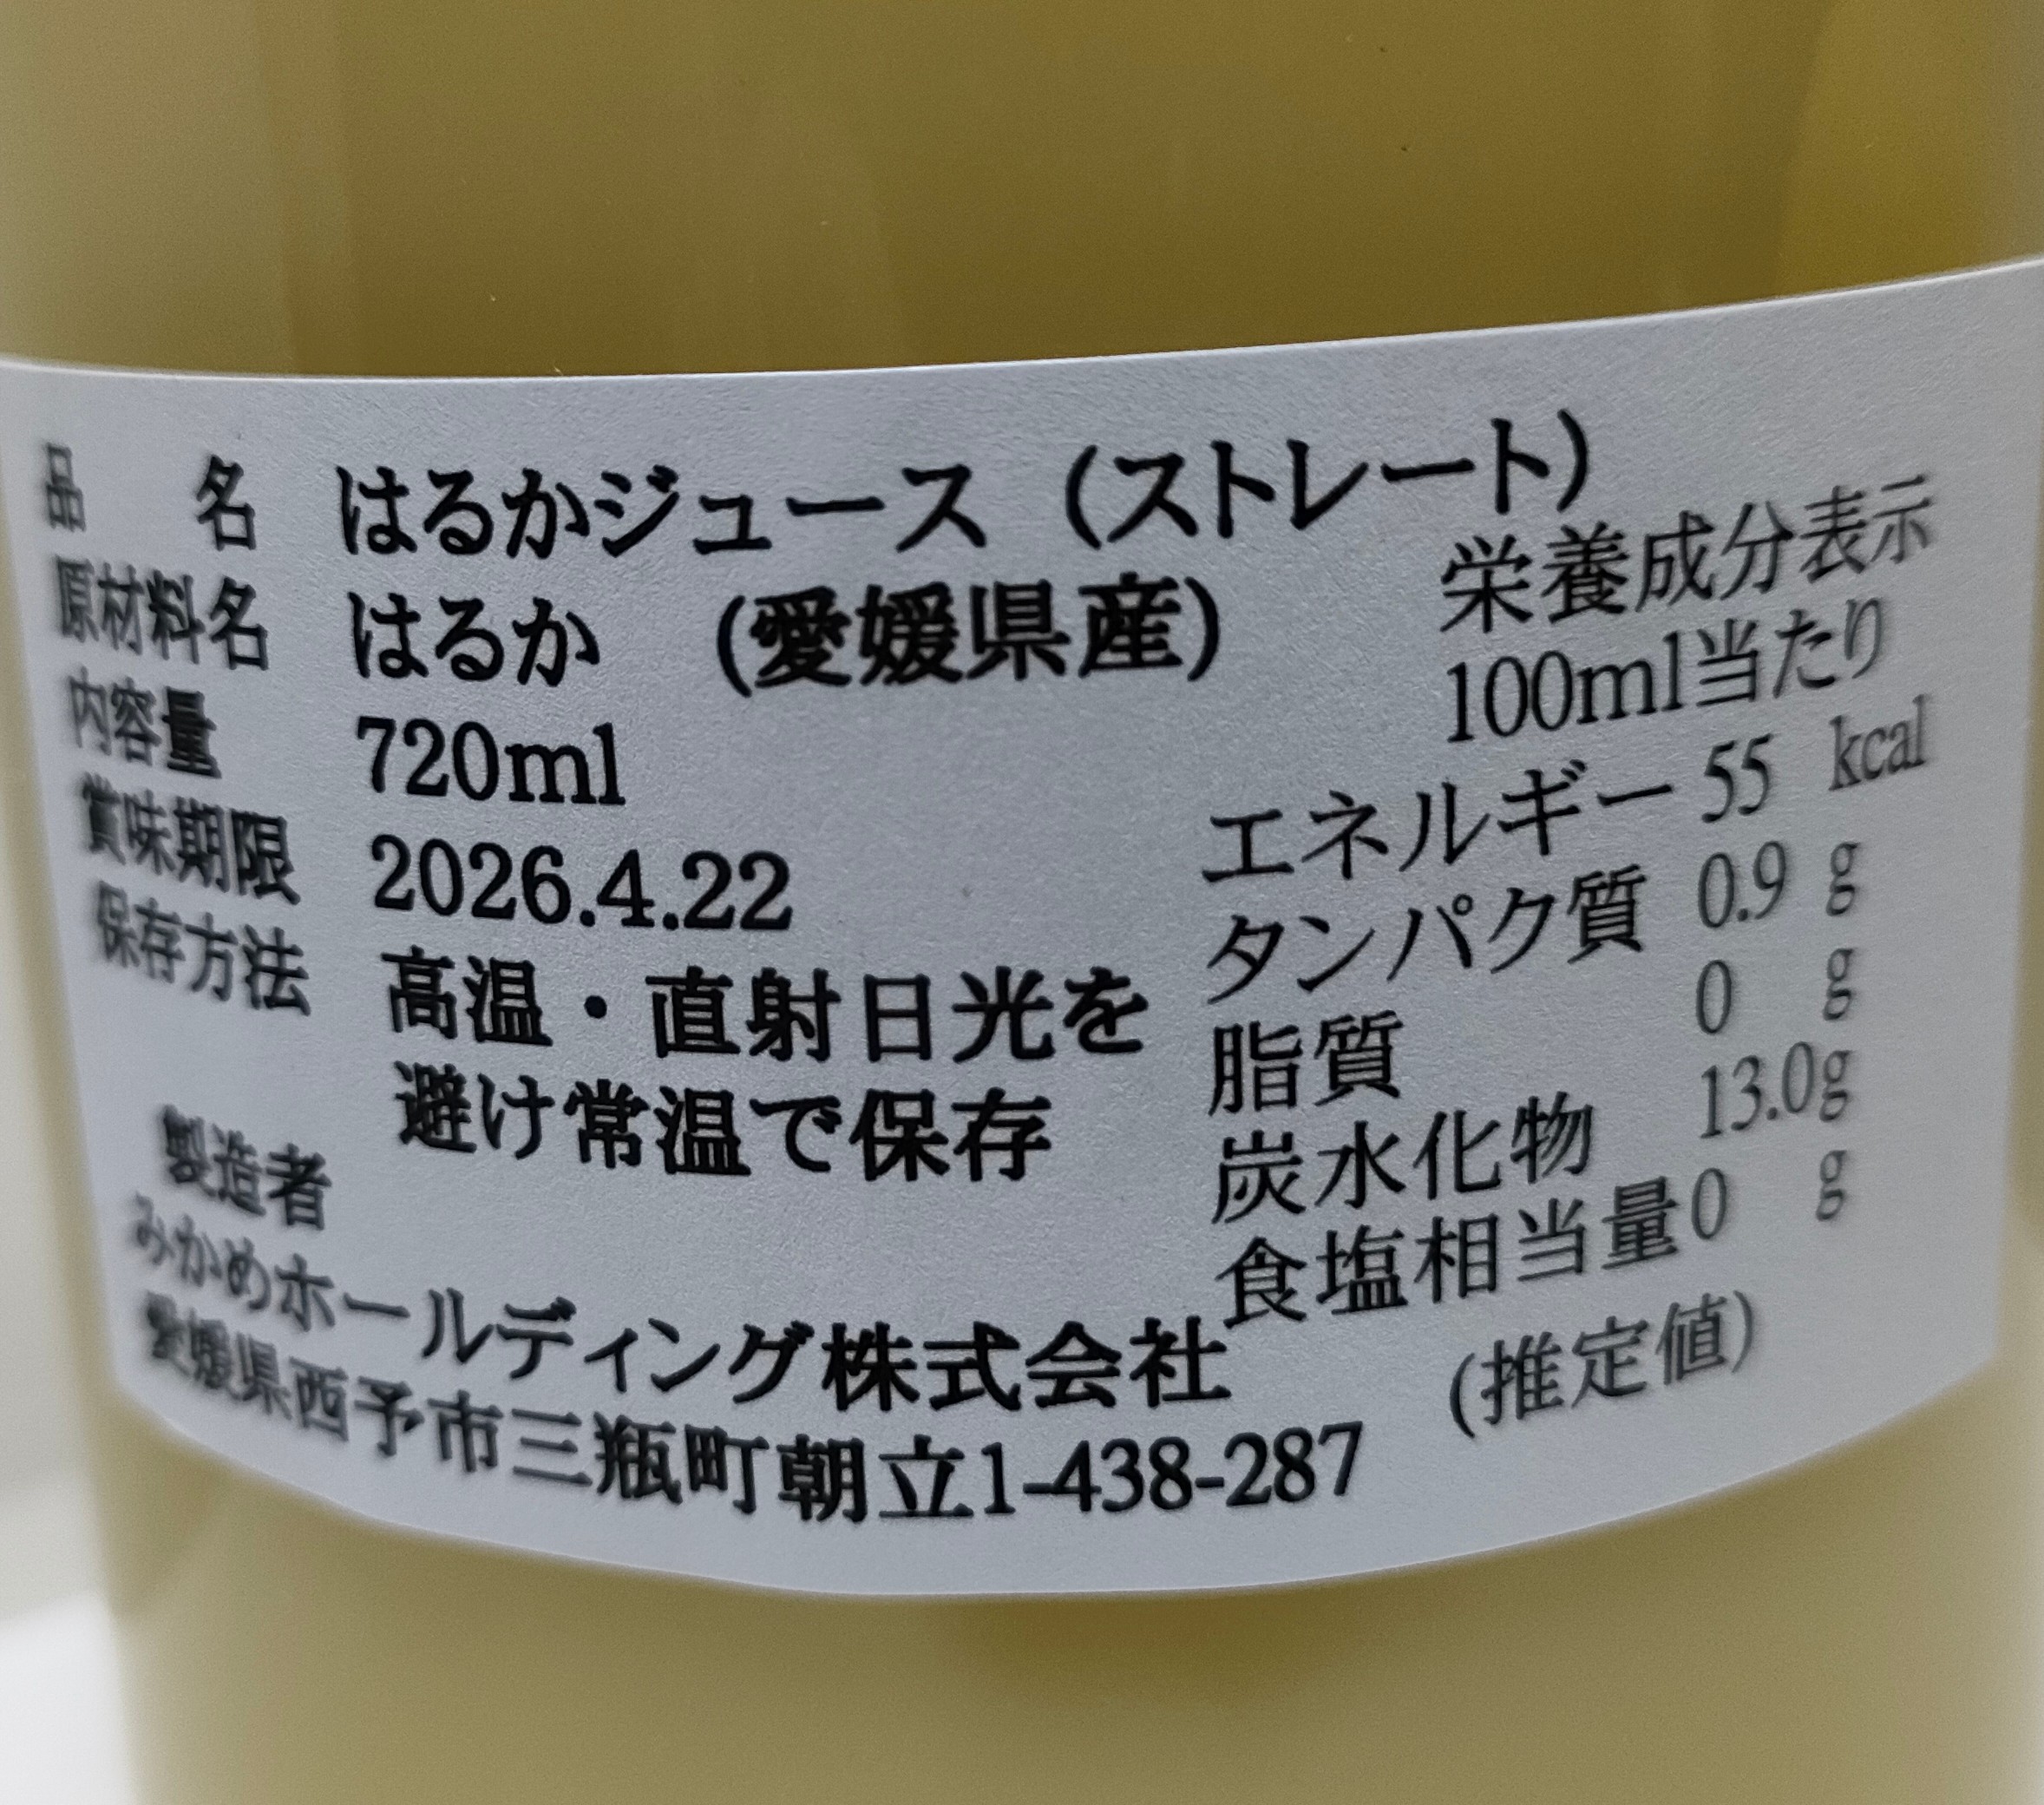 品　名　はるかジュース（ストレート）
原材料名　はるか　(愛媛県産)
内容量　720ml
賞味期限　2026.4.22
保存方法　高温・直射日光を
避け常温で保存
製造者
みかめホールディング株式会社
愛媛県西予市三瓶町朝立1-438-287
栄養成分表示
100ml当たり
エネルギー 55 kcal
タンパク質 0.9 g
脂質 0 g
炭水化物 13.0g
食塩相当量0 g
(推定値)